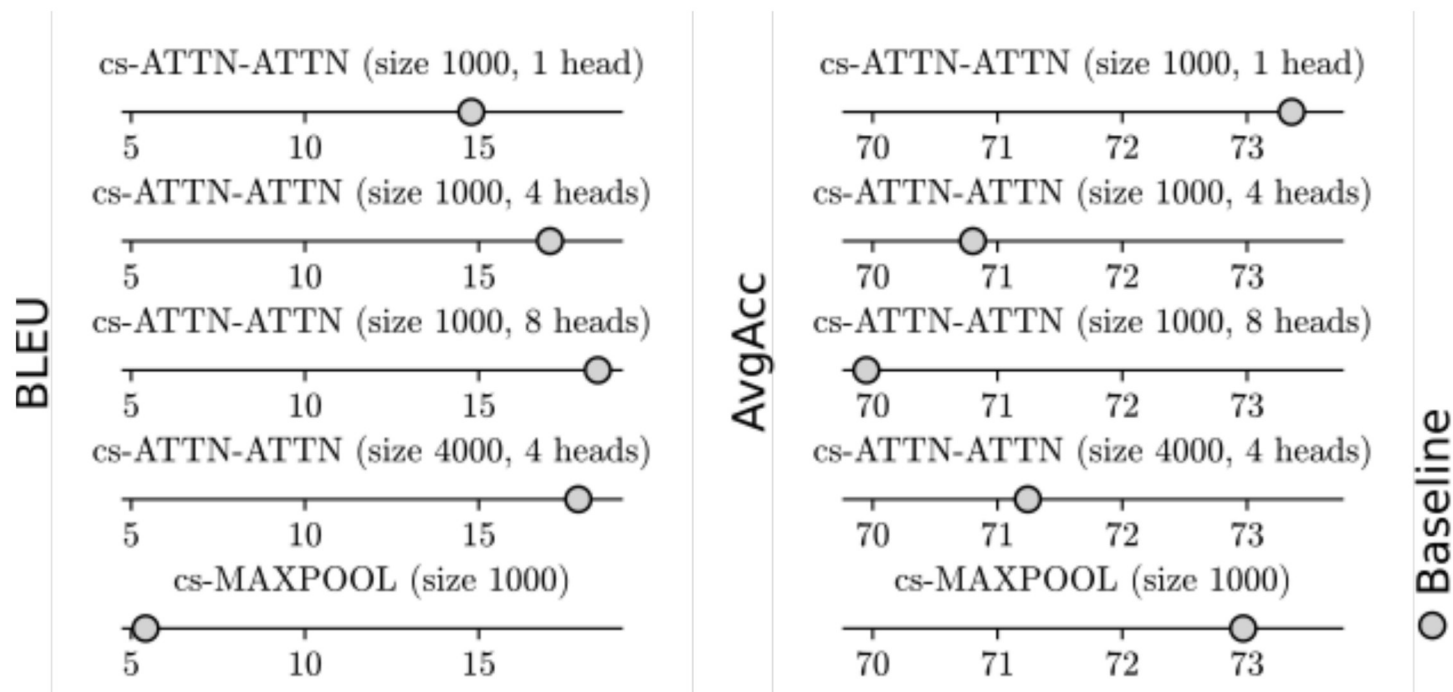 BLEU
cs-ATTN-ATTN (size 1000, 1 head)
5 10 15
cs-ATTN-ATTN (size 1000, 4 heads)
5 10 15
cs-ATTN-ATTN (size 1000, 8 heads)
5 10 15
cs-ATTN-ATTN (size 4000, 4 heads)
5 10 15
cs-MAXPOOL (size 1000)
5 10 15
AvgAcc
cs-ATTN-ATTN (size 1000, 1 head)
70 71 72 73
cs-ATTN-ATTN (size 1000, 4 heads)
70 71 72 73
cs-ATTN-ATTN (size 1000, 8 heads)
70 71 72 73
cs-ATTN-ATTN (size 4000, 4 heads)
70 71 72 73
cs-MAXPOOL (size 1000)
70 71 72 73
Baseline